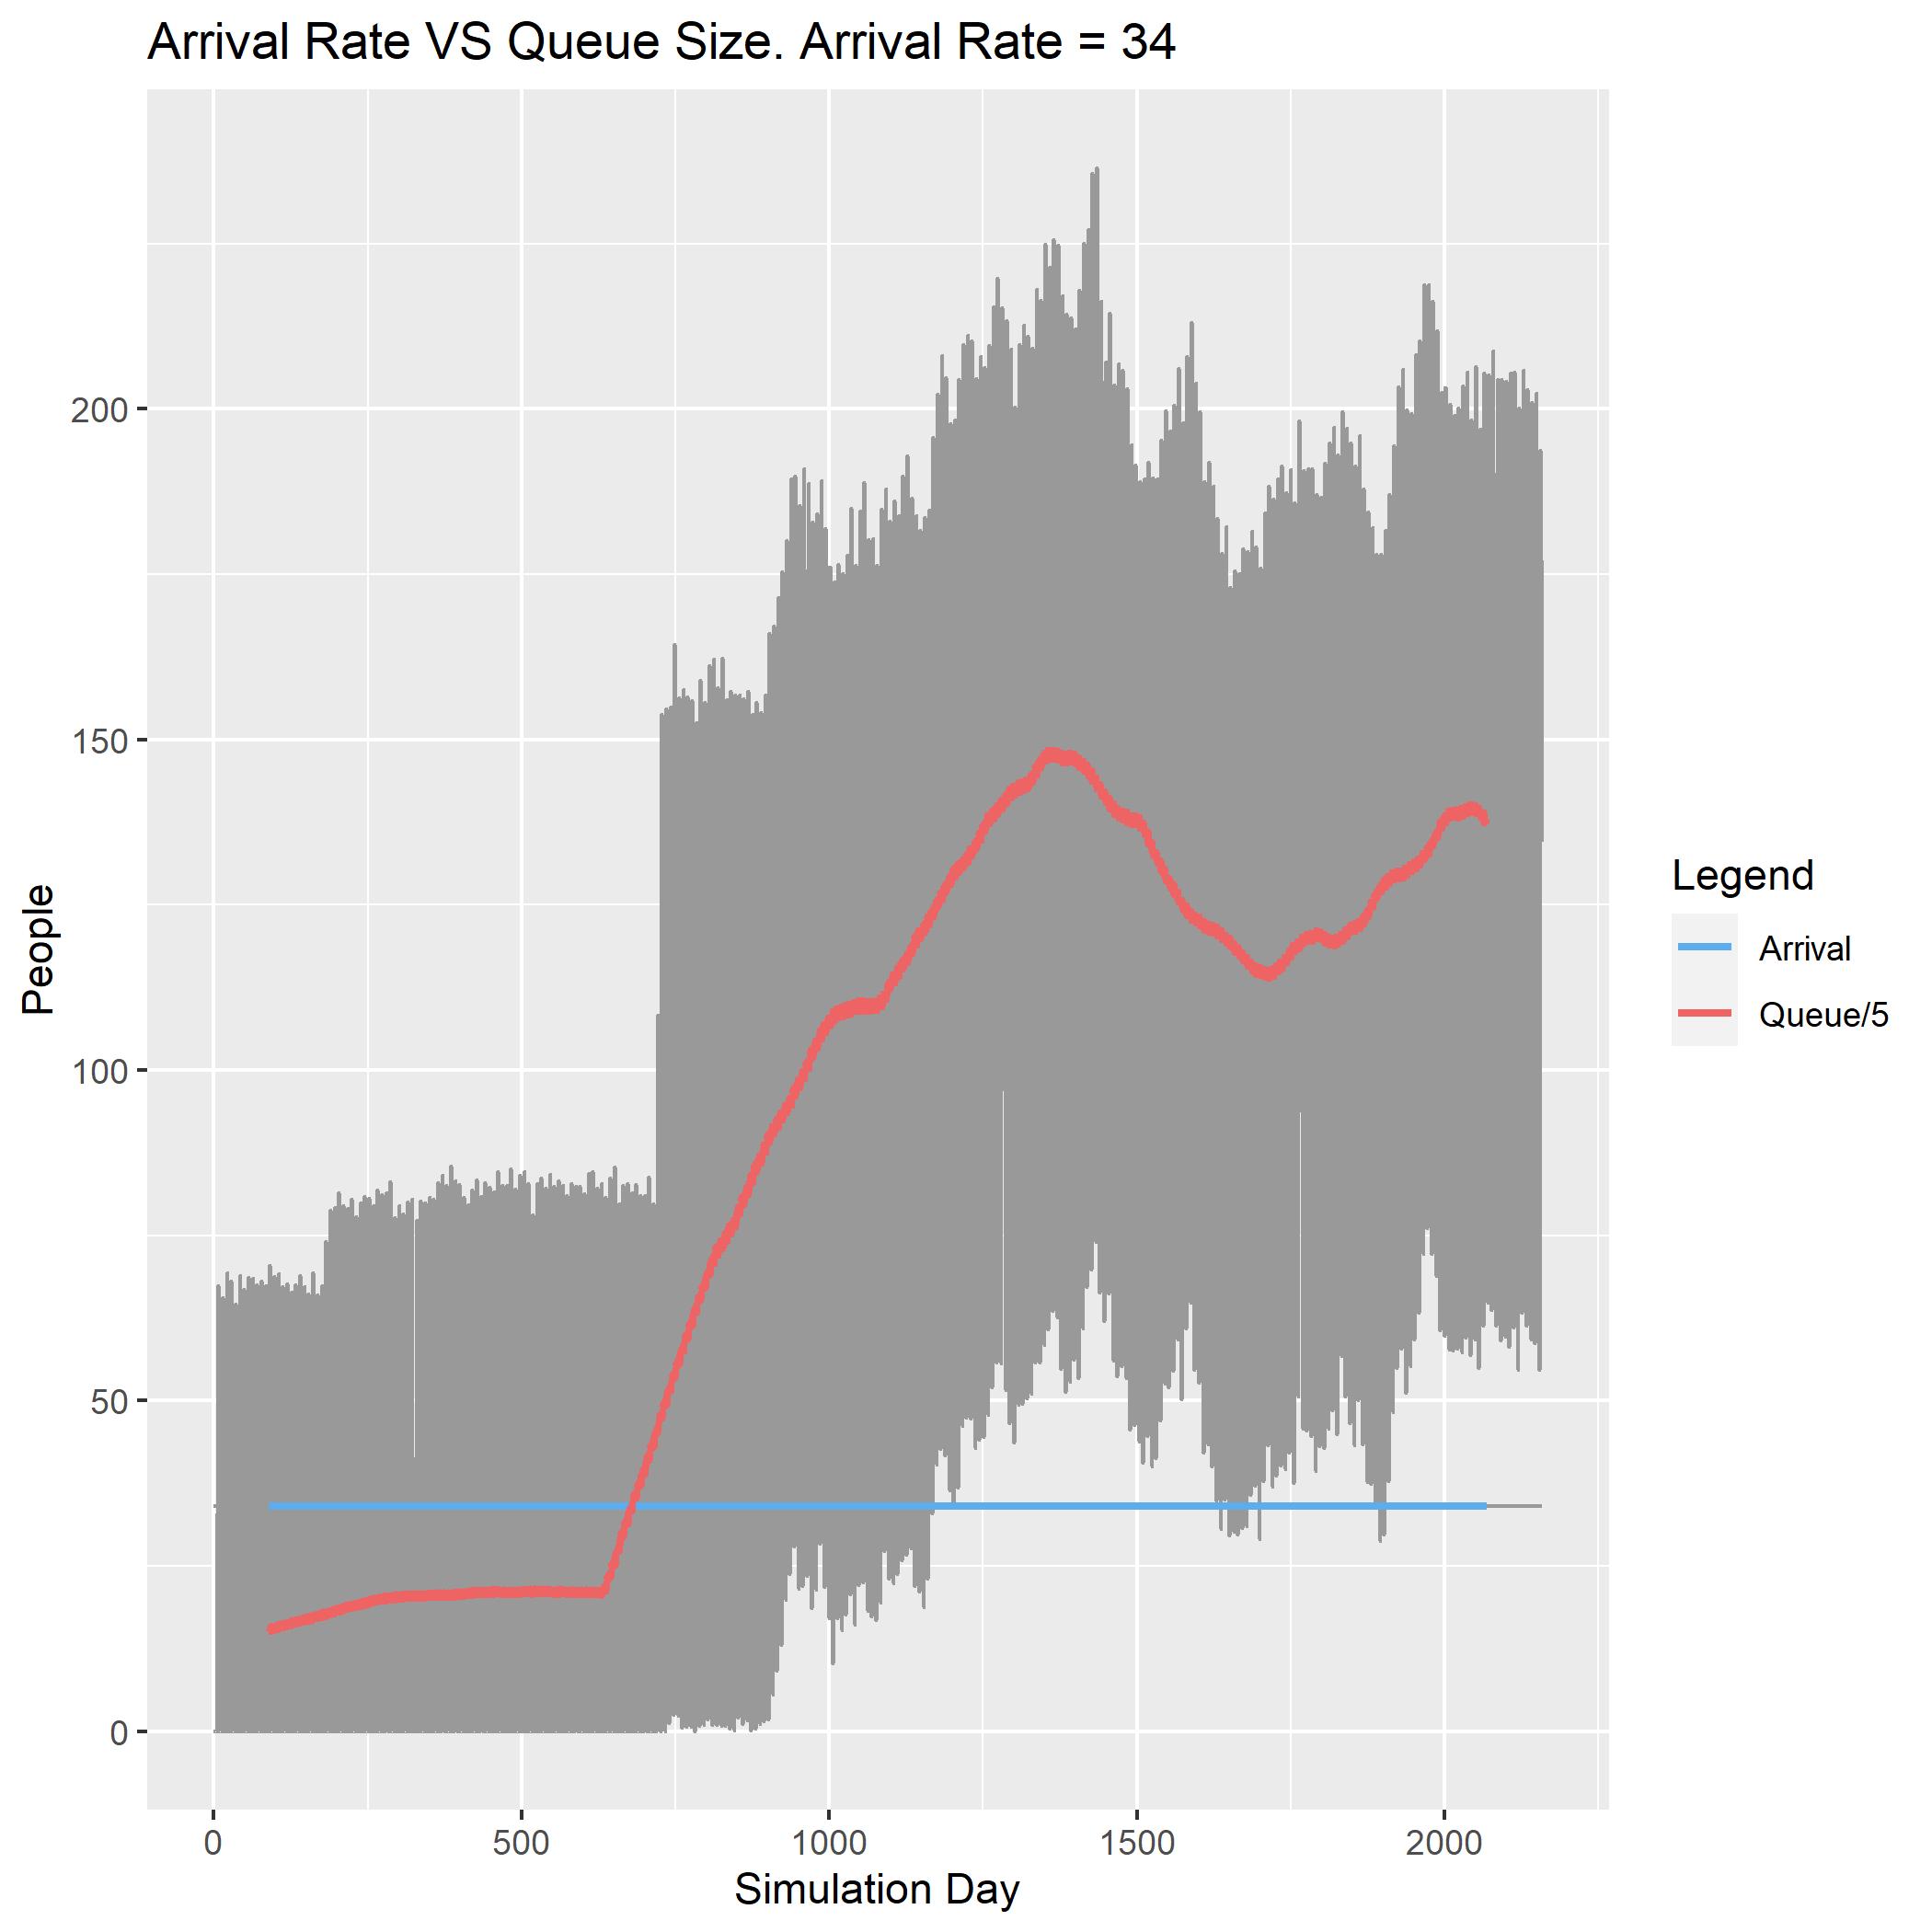 Arrival Rate VS Queue Size. Arrival Rate = 34
People
200
150
100
50
0
0 500 1000 1500 2000
Simulation Day
Legend
Arrival
Queue/5